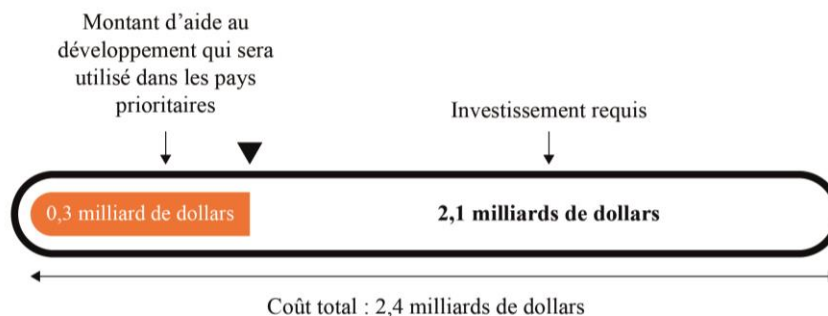 Montant d’aide au
développement qui sera
utilisé dans les pays
prioritaires
Investissement requis
0,3 milliard de dollars
2,1 milliards de dollars
Coût total : 2,4 milliards de dollars